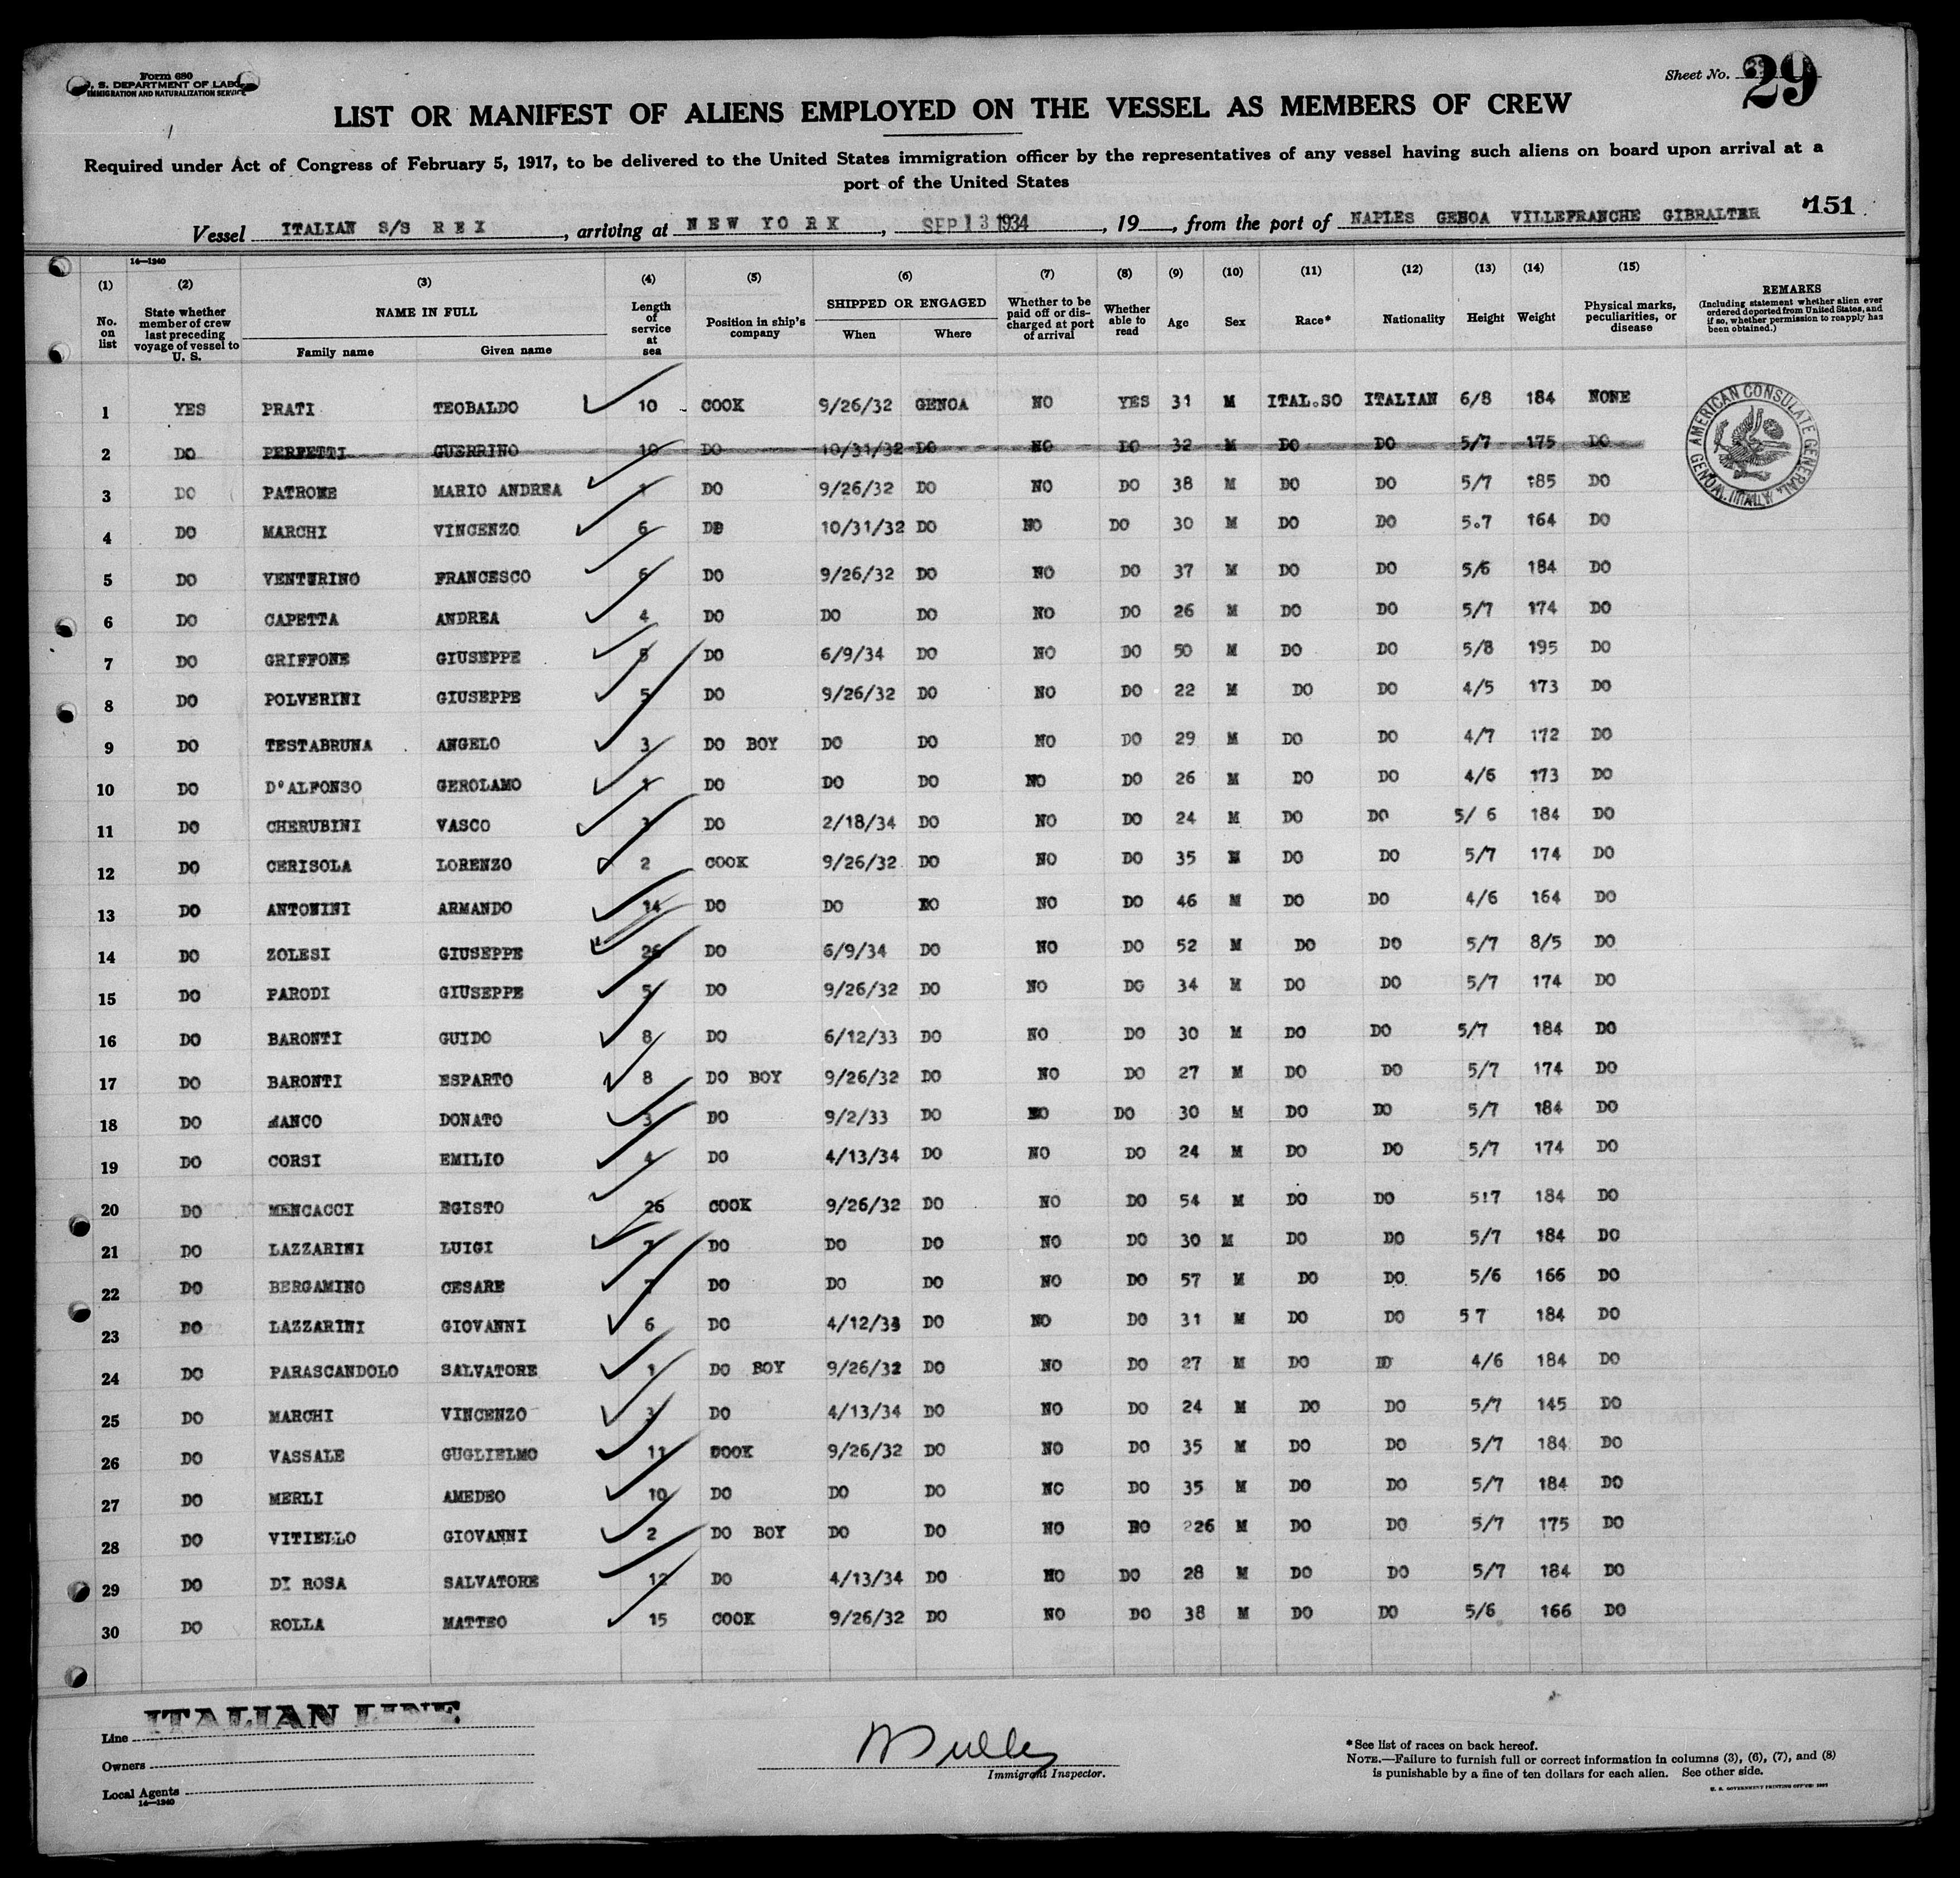 Form 680
U. S. DEPARTMENT OF LABOR
IMMIGRATION AND NATURALIZATION SERVICE
Sheet No. 29
LIST OR MANIFEST OF ALIENS EMPLOYED ON THE VESSEL AS MEMBERS OF CREW
Required under Act of Congress of February 5, 1917, to be delivered to the United States immigration officer by the representatives of any vessel having such aliens on board upon arrival at a
port of the United States
151
Vessel ITALIAN S/S REX, arriving at NEW YORK, SEP 13 1934, 19, from the port of NAPLES GENOA VILLEFRANCHE GIBRALTER
14—1240
(1) No. on list (2) State whether member of crew last preceding voyage of vessel to U. S. (3) NAME IN FULL Family name Given name (4) Length of service at sea (5) Position in ship's company (6) SHIPPED OR ENGAGED When Where (7) Whether to be paid off or discharged at port of arrival (8) Whether able to read (9) Age (10) Sex (11) Race* (12) Nationality (13) Height (14) Weight (15) Physical marks, peculiarities, or disease REMARKS (Including statement whether alien ever ordered deported from United States, and if so, whether permission to reapply has been obtained.)
1 YES PRATI TEOBALDO 10 COOK 9/26/32 GENOA NO YES 31 M ITAL.SO ITALIAN 6/8 184 NONE
AMERICAN CONSULATE GENERAL GENOA, ITALY
2 DO PERFETTI GUERRINO 10 DO 10/31/32 DO NO DO 32 M DO DO 5/7 175 DO
3 DO PATRONE MARIO ANDREA DO 9/26/32 DO NO DO 38 M DO DO 5/7 185 DO
4 DO MARCHI VINCENZO 6 DO 10/31/32 DO NO DO 30 M DO DO 5.7 164 DO
5 DO VENTURINO FRANCESCO 6 DO 9/26/32 DO NO DO 37 M DO DO 5/6 184 DO
6 DO CAPETTA ANDREA 4 DO DO DO NO DO 26 M DO DO 5/7 174 DO
7 DO GRIFFONE GIUSEPPE 8 DO 6/9/34 DO NO DO 50 M DO DO 5/8 195 DO
8 DO POLVERINI GIUSEPPE 5 DO 9/26/32 DO NO DO 22 M DO DO 4/5 173 DO
9 DO TESTABRUNA ANGELO 3 DO BOY DO DO NO DO 29 M DO DO 4/7 172 DO
10 DO D'ALFONSO GEROLAMO 1 DO DO DO NO DO 26 M DO DO 4/6 173 DO
11 DO CHERUBINI VASCO 3 DO 2/18/34 DO NO DO 24 M DO DO 5/ 6 184 DO
12 DO CERISOLA LORENZO 2 COOK 9/26/32 DO NO DO 35 M DO DO 5/7 174 DO
13 DO ANTONINI ARMANDO 14 DO DO DO NO DO 46 M DO DO 4/6 164 DO
14 DO ZOLESI GIUSEPPE 26 DO 6/9/34 DO NO DO 52 M DO DO 5/7 8/5 DO
15 DO PARODI GIUSEPPE 5 DO 9/26/32 DO NO DO 34 M DO DO 5/7 174 DO
16 DO BARONTI GUIDO 8 DO 6/12/33 DO NO DO 30 M DO DO 5/7 184 DO
17 DO BARONTI ESPARTO 8 DO BOY 9/26/32 DO NO DO 27 M DO DO 5/7 174 DO
18 DO MANCO DONATO 3 DO 9/2/33 DO NO DO 30 M DO DO 5/7 184 DO
19 DO CORSI EMILIO 4 DO 4/13/34 DO NO DO 24 M DO DO 5/7 174 DO
20 DO MENCACCI EGISTO 26 COOK 9/26/32 DO NO DO 54 M DO DO 5!7 184 DO
21 DO LAZZARINI LUIGI 7 DO DO DO NO DO 30 M DO DO 5/7 184 DO
22 DO BERGAMINO CESARE 7 DO DO DO NO DO 57 M DO DO 5/6 166 DO
23 DO LAZZARINI GIOVANNI 6 DO 4/12/33 DO NO DO 31 M DO DO 5 7 184 DO
24 DO PARASCANDOLO SALVATORE 1 DO BOY 9/26/32 DO NO DO 27 M DO DO 4/6 184 DO
25 DO MARCHI VINCENZO 3 DO 4/13/34 DO NO DO 24 M DO DO 5/7 145 DO
26 DO VASSALE GUGLIELMO 11 COOK 9/26/32 DO NO DO 35 M DO DO 5/7 184 DO
27 DO MERLI AMEDEO 10 DO DO DO NO DO 35 M DO DO 5/7 184 DO
28 DO VITIELLO GIOVANNI 2 DO BOY DO DO NO DO 226 M DO DO 5/7 175 DO
29 DO DI ROSA SALVATORE 12 DO 4/13/34 DO NO DO 28 M DO DO 5/7 184 DO
30 DO ROLLA MATTEO 15 COOK 9/26/32 DO NO DO 38 M DO DO 5/6 166 DO
Line ITALIAN LINE
Owners
Local Agents
14—1240
Immigrant Inspector.
*See list of races on back hereof.
NOTE.—Failure to furnish full or correct information in columns (3), (6), (7), and (8)
is punishable by a fine of ten dollars for each alien. See other side.